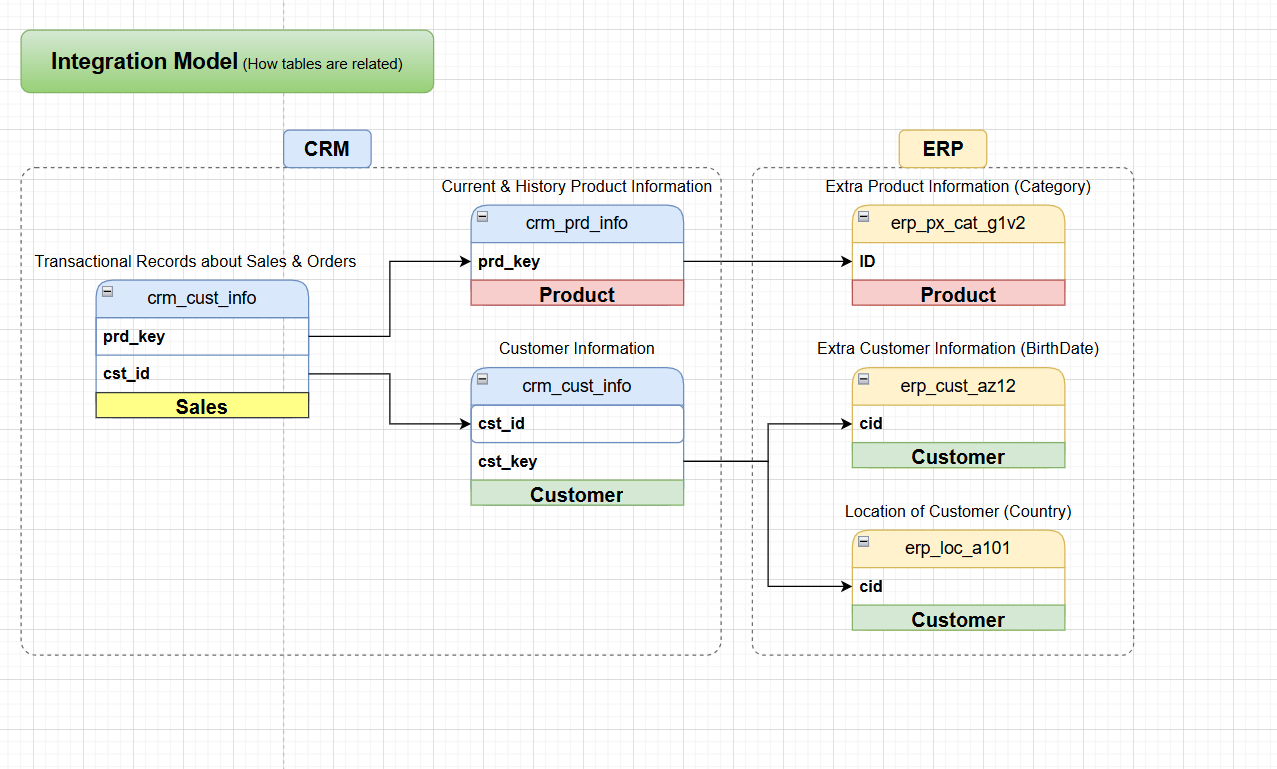 Integration Model (How tables are related)
CRM
ERP
Current & History Product Information
crm_prd_info
prd_key
Product
Transactional Records about Sales & Orders
crm_cust_info
prd_key
cst_id
Sales
Customer Information
crm_cust_info
cst_id
cst_key
Customer
Extra Product Information (Category)
erp_px_cat_g1v2
ID
Product
Extra Customer Information (BirthDate)
erp_cust_az12
cid
Customer
Location of Customer (Country)
erp_loc_a101
cid
Customer